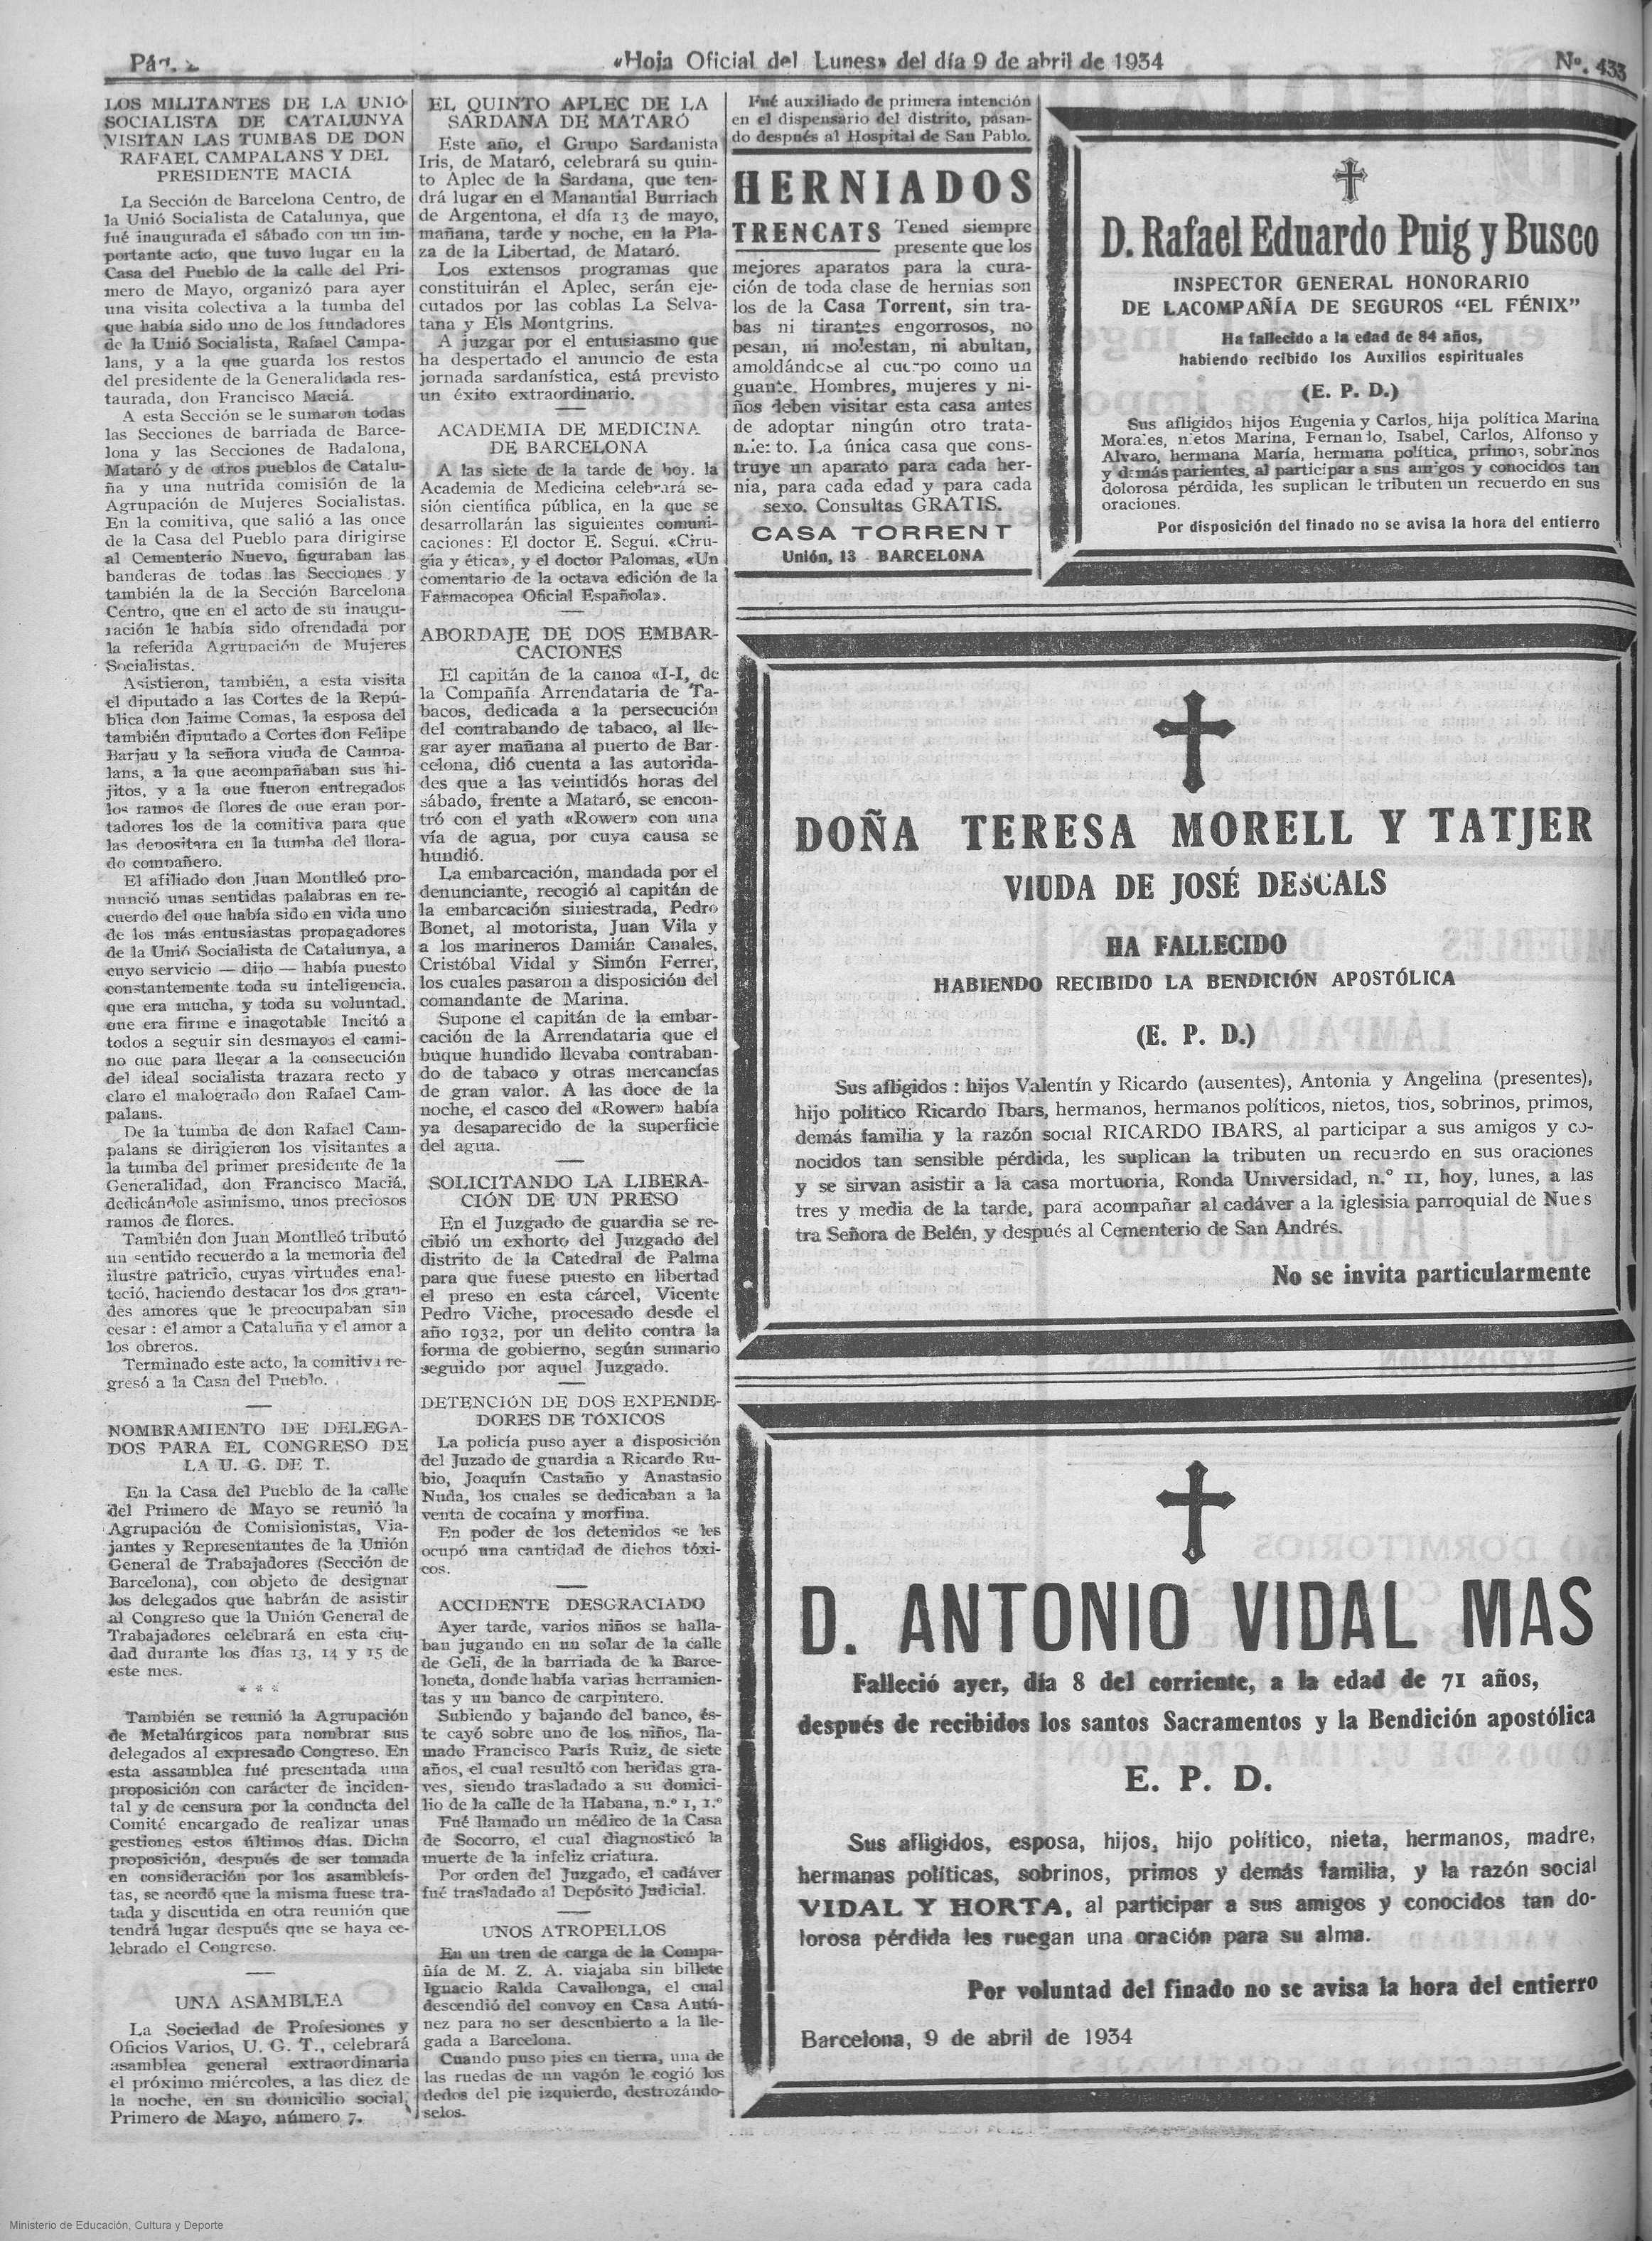 Pág. 2
«Hoja Oficial del Lunes» del día 9 de abril de 1934
Nº. 433
LOS MILITANTES DE LA UNIÓ
SOCIALISTA DE CATALUNYA
VISITAN LAS TUMBAS DE DON
RAFAEL CAMPALANS Y DEL
PRESIDENTE MACIÁ
La Sección de Barcelona Centro, de
la Unió Socialista de Catalunya, que
fué inaugurada el sábado con un im-
portante acto, que tuvo lugar en la
Casa del Pueblo de la calle del Pri-
mero de Mayo, organizó para ayer
una visita colectiva a la tumba del
que había sido uno de los fundadores
de la Unió Socialista, Rafael Campa-
lans, y a la que guarda los restos
del presidente de la Generalidada res-
taurada, don Francisco Maciá.
A esta Sección se le sumaron todas
las Secciones de barriada de Barce-
lona y las Secciones de Badalona,
Mataró y de otros pueblos de Catalu-
ña y una nutrida comisión de la
Agrupación de Mujeres Socialistas.
En la comitiva, que salió a las once
de la Casa del Pueblo para dirigirse
al Cementerio Nuevo, figuraban las
banderas de todas las Secciones y
también la de la Sección Barcelona
Centro, que en el acto de su inaugu-
ración le había sido ofrendada por
la referida Agrupación de Mujeres
Socialistas.
Asistieron, también, a esta visita
el diputado a las Cortes de la Repú-
blica don Jaime Comas, la esposa del
también diputado a Cortes don Felipe
Barjau y la señora viuda de Campa-
lans, a la que acompañaban sus hi-
jitos, y a la que fueron entregados
los ramos de flores de que eran por-
tadores los de la comitiva para que
las depositara en la tumba del llora-
do compañero.
El afiliado don Juan Montlleó pro-
nunció unas sentidas palabras en re-
cuerdo del que había sido en vida uno
de los más entusiastas propagadores
de la Unió Socialista de Catalunya, a
cuyo servicio — dijo — había puesto
constantemente toda su inteligencia,
que era mucha, y toda su voluntad,
que era firme e inagotable Incitó a
todos a seguir sin desmayos el cami-
no que para llegar a la consecución
del ideal socialista trazara recto y
claro el malogrado don Rafael Cam-
palans.
De la tumba de don Rafael Cam-
palans se dirigieron los visitantes a
la tumba del primer presidente de la
Generalidad, don Francisco Maciá,
dedicándole asimismo, unos preciosos
ramos de flores.
También don Juan Montlleó tributó
un sentido recuerdo a la memoria del
ilustre patricio, cuyas virtudes enal-
teció, haciendo destacar los dos gran-
des amores que le preocupaban sin
cesar : el amor a Cataluña y el amor a
los obreros.
Terminado este acto, la comitiva re-
gresó a la Casa del Pueblo.
NOMBRAMIENTO DE DELEGA-
DOS PARA EL CONGRESO DE
LA U. G. DE T.
En la Casa del Pueblo de la calle
del Primero de Mayo se reunió la
Agrupación de Comisionistas, Via-
jantes y Representantes de la Unión
General de Trabajadores (Sección de
Barcelona), con objeto de designar
los delegados que habrán de asistir
al Congreso que la Unión General de
Trabajadores celebrará en esta ciu-
dad durante los días 13, 14 y 15 de
este mes.
* * *
También se reunió la Agrupación
de Metalúrgicos para nombrar sus
delegados al expresado Congreso. En
esta assamblea fué presentada una
proposición con carácter de inciden-
tal y de censura por la conducta del
Comité encargado de realizar unas
gestiones estos últimos días. Dicha
proposición, después de ser tomada
en consideración por los asambleís-
tas, se acordó que la misma fuese tra-
tada y discutida en otra reunión que
tendrá lugar después que se haya ce-
lebrado el Congreso.
UNA ASAMBLEA
La Sociedad de Profesiones y
Oficios Varios, U. G. T., celebrará
asamblea general extraordinaria
el próximo miércoles, a las diez de
la noche, en su domicilio social,
Primero de Mayo, número 7.
EL QUINTO APLEC DE LA
SARDANA DE MATARÓ
Este año, el Grupo Sardanista
Iris, de Mataró, celebrará su quin-
to Aplec de la Sardana, que ten-
drá lugar en el Manantial Burriach
de Argentona, el día 13 de mayo,
mañana, tarde y noche, en la Pla-
za de la Libertad, de Mataró.
Los extensos programas que
constituirán el Aplec, serán eje-
cutados por las coblas La Selva-
tana y Els Montgrins.
A juzgar por el entusiasmo que
ha despertado el anuncio de esta
jornada sardanística, está previsto
un éxito extraordinario.
ACADEMIA DE MEDICINA
DE BARCELONA
A las siete de la tarde de hoy. la
Academia de Medicina celebrará se-
sión científica pública, en la que se
desarrollarán las siguientes comuni-
caciones : El doctor E. Seguí. «Ciru-
gia y ética», y el doctor Palomas, «Un
comentario de la octava edición de la
Farmacopea Oficial Española».
ABORDAJE DE DOS EMBAR-
CACIONES
El capitán de la canoa «I-I, de
la Compañía Arrendataria de Ta-
bacos, dedicada a la persecución
del contrabando de tabaco, al lle-
gar ayer mañana al puerto de Bar-
celona, dió cuenta a las autorida-
des que a las veintidós horas del
sábado, frente a Mataró, se encon-
tró con el yath «Rower» con una
vía de agua, por cuya causa se
hundió.
La embarcación, mandada por el
denunciante, recogió al capitán de
la embarcación siniestrada, Pedro
Bonet, al motorista, Juan Vila y
a los marineros Damián Canales,
Cristóbal Vidal y Simón Ferrer,
los cuales pasaron a disposición del
comandante de Marina.
Supone el capitán de la embar-
cación de la Arrendataria que el
buque hundido llevaba contraban-
do de tabaco y otras mercancías
de gran valor. A las doce de la
noche, el casco del «Rower» había
ya desaparecido de la superficie
del agua.
SOLICITANDO LA LIBERA-
CIÓN DE UN PRESO
En el Juzgado de guardia se re-
cibió un exhorto del Juzgado del
distrito de la Catedral de Palma
para que fuese puesto en libertad
el preso en esta cárcel, Vicente
Pedro Viche, procesado desde el
año 1932, por un delito contra la
forma de gobierno, según sumario
seguido por aquel Juzgado.
DETENCIÓN DE DOS EXPENDE-
DORES DE TÓXICOS
La policía puso ayer a disposición
del Juzado de guardia a Ricardo Ru-
bio, Joaquín Castaño y Anastasio
Nuda, los cuales se dedicaban a la
venta de cocaína y morfina.
En poder de los detenidos se les
ocupó una cantidad de dichos tóxi-
cos.
ACCIDENTE DESGRACIADO
Ayer tarde, varios niños se halla-
ban jugando en un solar de la calle
de Geli, de la barriada de la Barce-
loneta, donde había varias herramien-
tas y un banco de carpintero.
Subiendo y bajando del banco, és-
te cayó sobre uno de los niños, lla-
mado Francisco París Ruiz, de siete
años, el cual resultó con heridas gra-
ves, siendo trasladado a su domici-
lio de la calle de la Habana, n.º 1, 1.º
Fué llamado un médico de la Casa
de Socorro, el cual diagnosticó la
muerte de la infeliz criatura.
Por orden del Juzgado, el cadáver
fué trasladado al Depósito Judicial.
UNOS ATROPELLOS
En un tren de carga de la Compa-
ñía de M. Z. A. viajaba sin billete
Ignacio Ralda Cavallonga, el cual
descendió del convoy en Casa Antú-
nez para no ser descubierto a la lle-
gada a Barcelona.
Cuando puso pies en tierra, una de
las ruedas de un vagón le cogió los
dedos del pie izquierdo, destrozándo-
selos.
Fué auxiliado de primera intención
en el dispensario del distrito, pasan-
do después al Hospital de San Pablo.
HERNIADOS
TRENCATS Tened siempre
presente que los
mejores aparatos para la cura-
ción de toda clase de hernias son
los de la Casa Torrent, sin tra-
bas ni tirantes engorrosos, no
pesan, ni molestan, ni abultan,
amoldándose al cuerpo como un
guante. Hombres, mujeres y ni-
ños deben visitar esta casa antes
de adoptar ningún otro trata-
miento. La única casa que cons-
truye un aparato para cada her-
nia, para cada edad y para cada
sexo. Consultas GRATIS.
CASA TORRENT
Unión, 13 - BARCELONA
D. Rafael Eduardo Puig y Busco
INSPECTOR GENERAL HONORARIO
DE LACOMPAÑÍA DE SEGUROS "EL FÉNIX"
Ha fallecido a la edad de 84 años,
habiendo recibido los Auxilios espirituales
(E. P. D.)
Sus afligidos hijos Eugenia y Carlos, hija política Marina
Morales, nietos Marina, Fernando, Isabel, Carlos, Alfonso y
Alvaro, hermana María, hermana política, primos, sobrinos
y demás parientes, al participar a sus amigos y conocidos tan
dolorosa pérdida, les suplican le tributen un recuerdo en sus
oraciones.
Por disposición del finado no se avisa la hora del entierro
DOÑA TERESA MORELL Y TATJER
VIUDA DE JOSÉ DESCALS
HA FALLECIDO
HABIENDO RECIBIDO LA BENDICIÓN APOSTÓLICA
(E. P. D.)
Sus afligidos : hijos Valentín y Ricardo (ausentes), Antonia y Angelina (presentes),
hijo político Ricardo Ibars, hermanos, hermanos políticos, nietos, tios, sobrinos, primos,
demás familia y la razón social RICARDO IBARS, al participar a sus amigos y co-
nocidos tan sensible pérdida, les suplican la tributen un recuerdo en sus oraciones
y se sirvan asistir a la casa mortuoria, Ronda Universidad, n.º 11, hoy, lunes, a las
tres y media de la tarde, para acompañar al cadáver a la iglesisia parroquial de Nues
tra Señora de Belén, y después al Cementerio de San Andrés.
No se invita particularmente
D. ANTONIO VIDAL MAS
Falleció ayer, día 8 del corriente, a la edad de 71 años,
después de recibidos los santos Sacramentos y la Bendición apostólica
E. P. D.
Sus afligidos, esposa, hijos, hijo político, nieta, hermanos, madre,
hermanas políticas, sobrinos, primos y demás familia, y la razón social
VIDAL Y HORTA, al participar a sus amigos y conocidos tan do-
lorosa pérdida les ruegan una oración para su alma.
Por voluntad del finado no se avisa la hora del entierro
Barcelona, 9 de abril de 1934
Ministerio de Educación, Cultura y Deporte